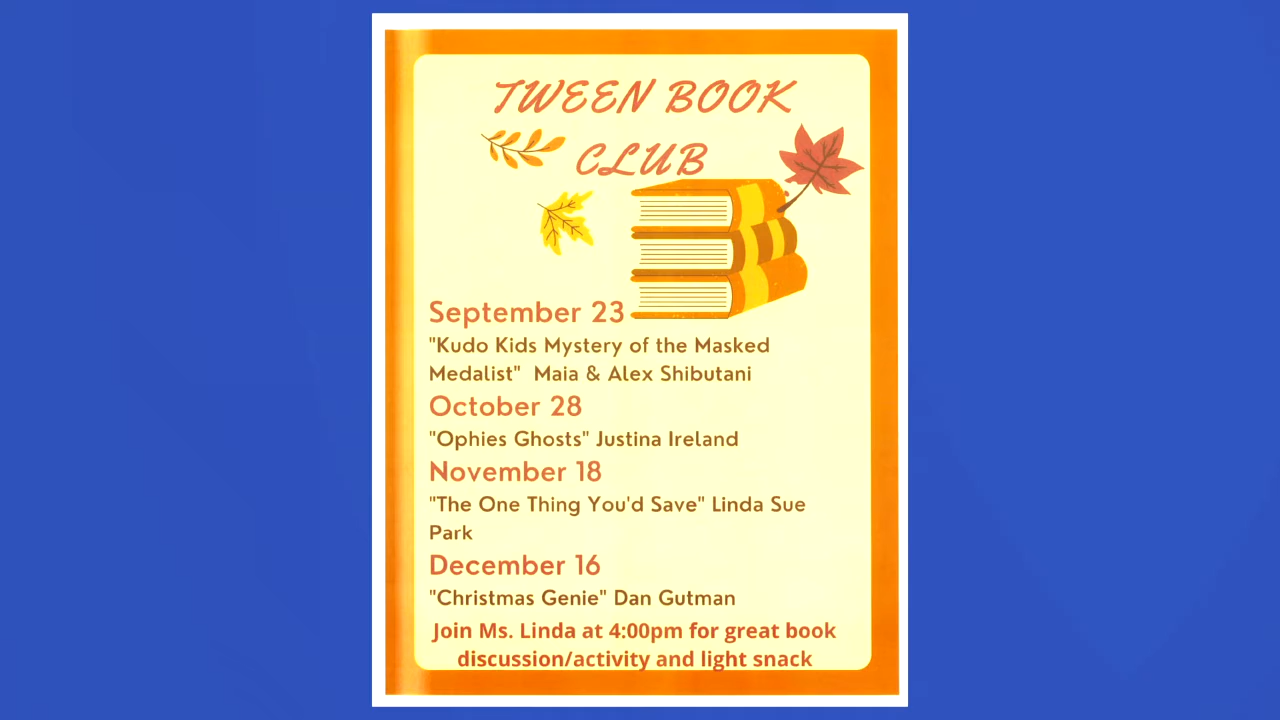 TWEEN BOOK
CLUB
September 23
"Kudo Kids Mystery of the Masked
Medalist"  Maia & Alex Shibutani
October 28
"Ophies Ghosts" Justina Ireland
November 18
"The One Thing You'd Save" Linda Sue
Park
December 16
"Christmas Genie" Dan Gutman
Join Ms. Linda at 4:00pm for great book
discussion/activity and light snack